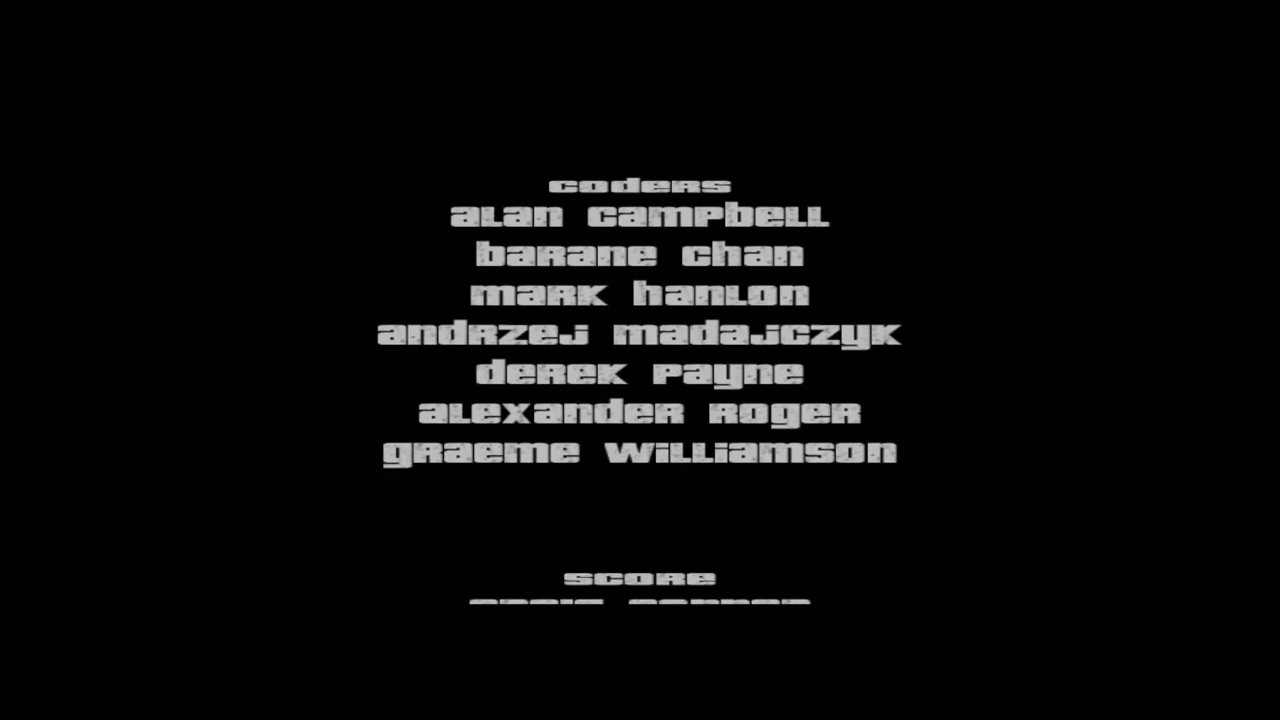 coders
alan campbell
barane chan
mark hanlon
andrzej madajczyk
derek payne
alexander roger
graeme williamson
score